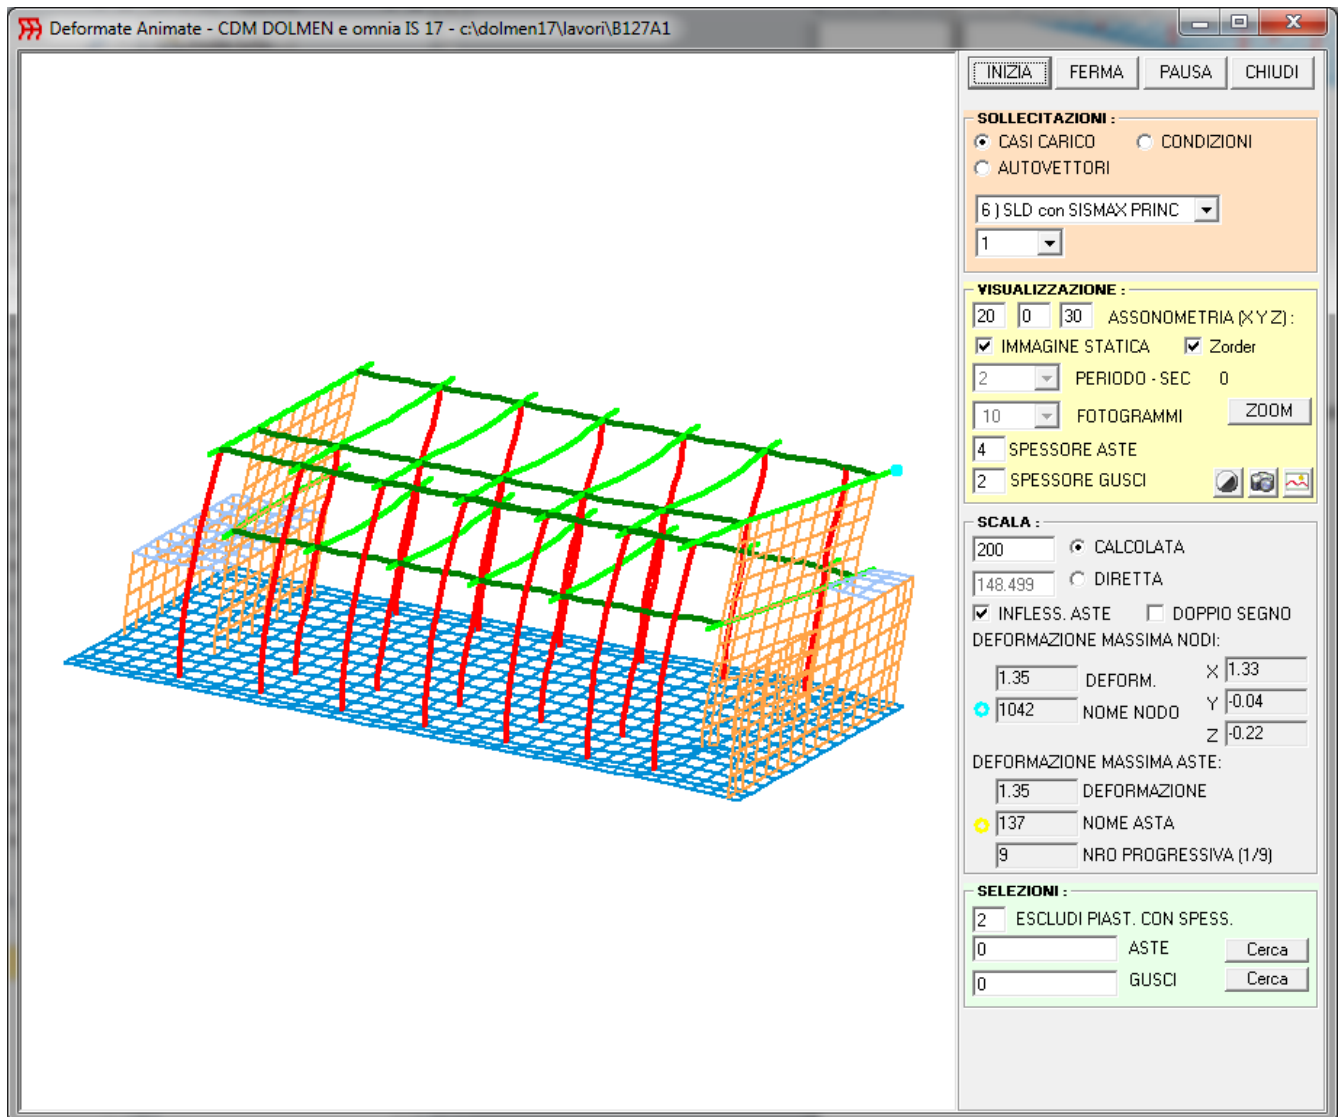 Deformate Animate - CDM DOLMEN e omnia IS 17 - c:\dolmen17\lavori\B127A1
INIZIA FERMA PAUSA CHIUDI
SOLLECITAZIONI :
CASI CARICO CONDIZIONI
AUTOVETTORI
6 ) SLD con SISMAX PRINC
1
VISUALIZZAZIONE :
20 0 30 ASSONOMETRIA (X Y Z) :
IMMAGINE STATICA Zorder
2 PERIODO - SEC 0
10 FOTOGRAMMI ZOOM
4 SPESSORE ASTE
2 SPESSORE GUSCI
SCALA :
200 CALCOLATA
148.499 DIRETTA
INFLESS. ASTE DOPPIO SEGNO
DEFORMAZIONE MASSIMA NODI:
1.35 DEFORM. X 1.33
1042 NOME NODO Y -0.04
Z -0.22
DEFORMAZIONE MASSIMA ASTE:
1.35 DEFORMAZIONE
137 NOME ASTA
9 NRO PROGRESSIVA (1/9)
SELEZIONI :
2 ESCLUDI PIAST. CON SPESS.
0 ASTE Cerca
0 GUSCI Cerca